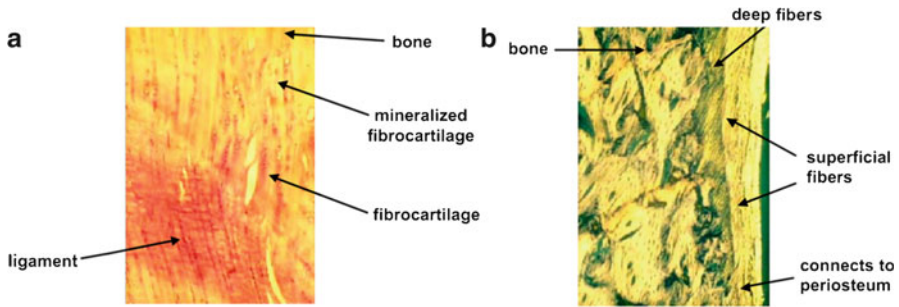 a
bone
mineralized
fibrocartilage
fibrocartilage
ligament
b
deep fibers
bone
superficial
fibers
connects to
periosteum